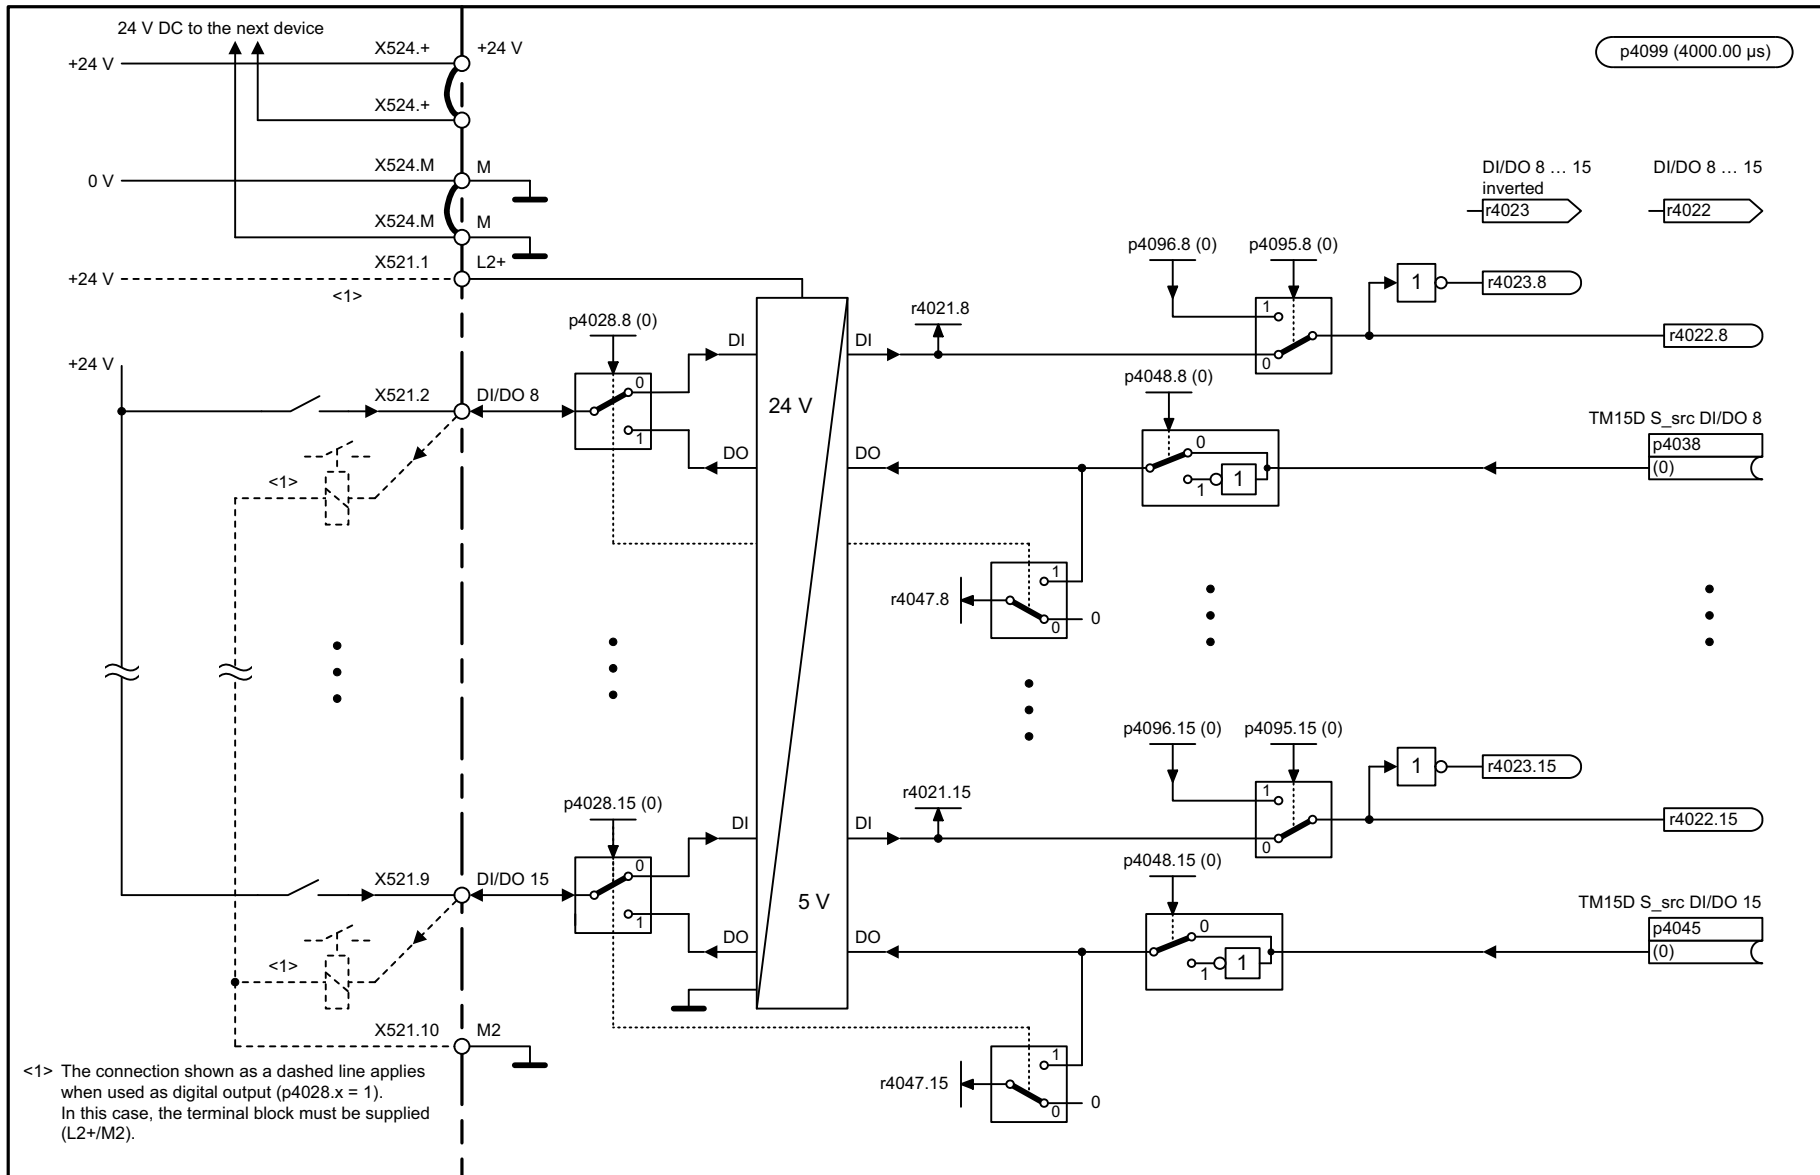 24 V DC to the next device
X524.+
+24 V
p4099 (4000.00 µs)
+24 V
X524.+
X524.M
M
0 V
DI/DO 8 … 15
inverted
r4023
DI/DO 8 … 15
r4022
X524.M
M
X521.1
L2+
+24 V
<1>
p4096.8 (0)
p4095.8 (0)
1
r4023.8
r4021.8
1
0
r4022.8
p4028.8 (0)
DI
DI
+24 V
X521.2
DI/DO 8
0
1
24 V
p4048.8 (0)
TM15D S_src DI/DO 8
p4038
(0)
DO
DO
0
1
1
<1>
r4047.8
1
0
0
p4096.15 (0)
p4095.15 (0)
1
r4023.15
r4021.15
1
0
r4022.15
p4028.15 (0)
DI
DI
X521.9
DI/DO 15
0
1
5 V
p4048.15 (0)
TM15D S_src DI/DO 15
p4045
(0)
DO
DO
0
1
1
<1>
X521.10
M2
r4047.15
1
0
0
<1> The connection shown as a dashed line applies
when used as digital output (p4028.x = 1).
In this case, the terminal block must be supplied
(L2+/M2).